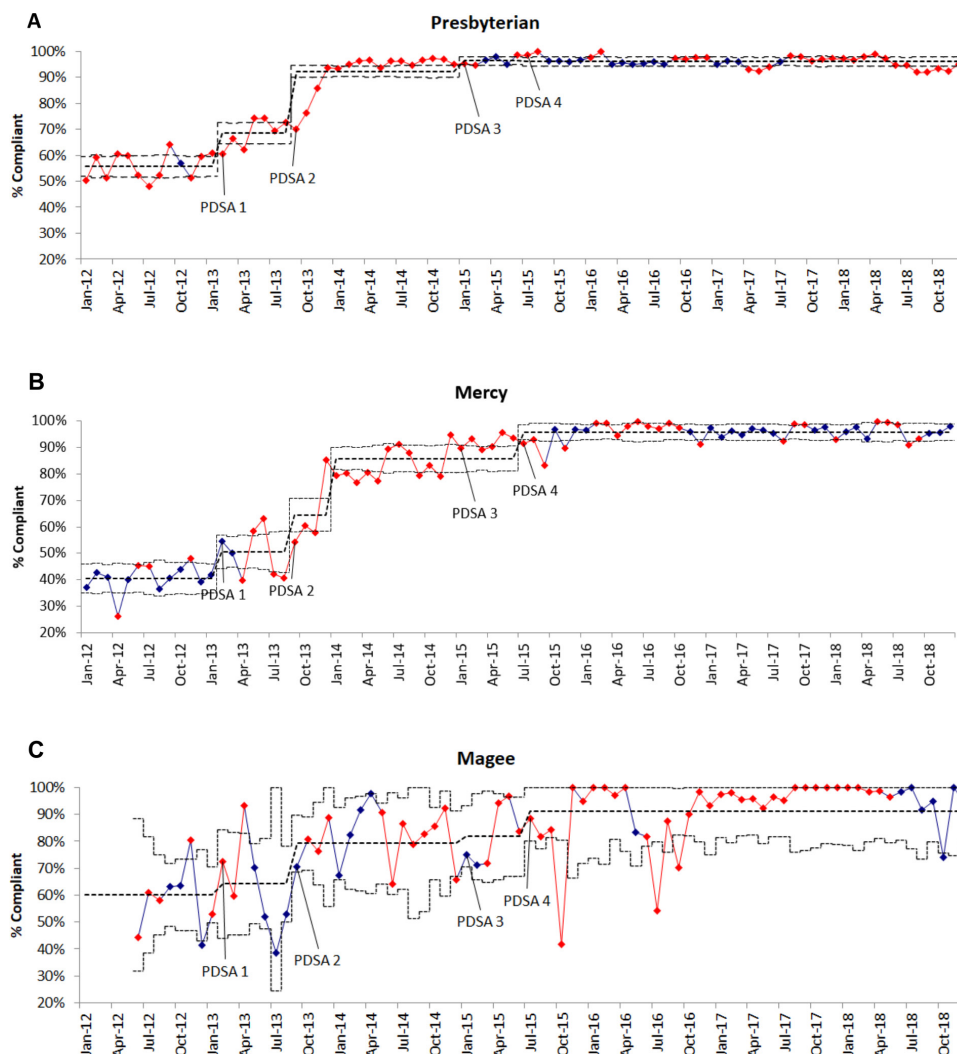 A
Presbyterian
100%
90%
80%
70%
60%
50%
40%
30%
20%
% Compliant
PDSA 1
PDSA 2
PDSA 3
PDSA 4
Jan-12
Apr-12
Jul-12
Oct-12
Jan-13
Apr-13
Jul-13
Oct-13
Jan-14
Apr-14
Jul-14
Oct-14
Jan-15
Apr-15
Jul-15
Oct-15
Jan-16
Apr-16
Jul-16
Oct-16
Jan-17
Apr-17
Jul-17
Oct-17
Jan-18
Apr-18
Jul-18
Oct-18
B
Mercy
100%
90%
80%
70%
60%
50%
40%
30%
20%
% Compliant
PDSA 1
PDSA 2
PDSA 3
PDSA 4
Jan-12
Apr-12
Jul-12
Oct-12
Jan-13
Apr-13
Jul-13
Oct-13
Jan-14
Apr-14
Jul-14
Oct-14
Jan-15
Apr-15
Jul-15
Oct-15
Jan-16
Apr-16
Jul-16
Oct-16
Jan-17
Apr-17
Jul-17
Oct-17
Jan-18
Apr-18
Jul-18
Oct-18
C
Magee
100%
90%
80%
70%
60%
50%
40%
30%
20%
% Compliant
PDSA 1
PDSA 2
PDSA 3
PDSA 4
Jan-12
Apr-12
Jul-12
Oct-12
Jan-13
Apr-13
Jul-13
Oct-13
Jan-14
Apr-14
Jul-14
Oct-14
Jan-15
Apr-15
Jul-15
Oct-15
Jan-16
Apr-16
Jul-16
Oct-16
Jan-17
Apr-17
Jul-17
Oct-17
Jan-18
Apr-18
Jul-18
Oct-18